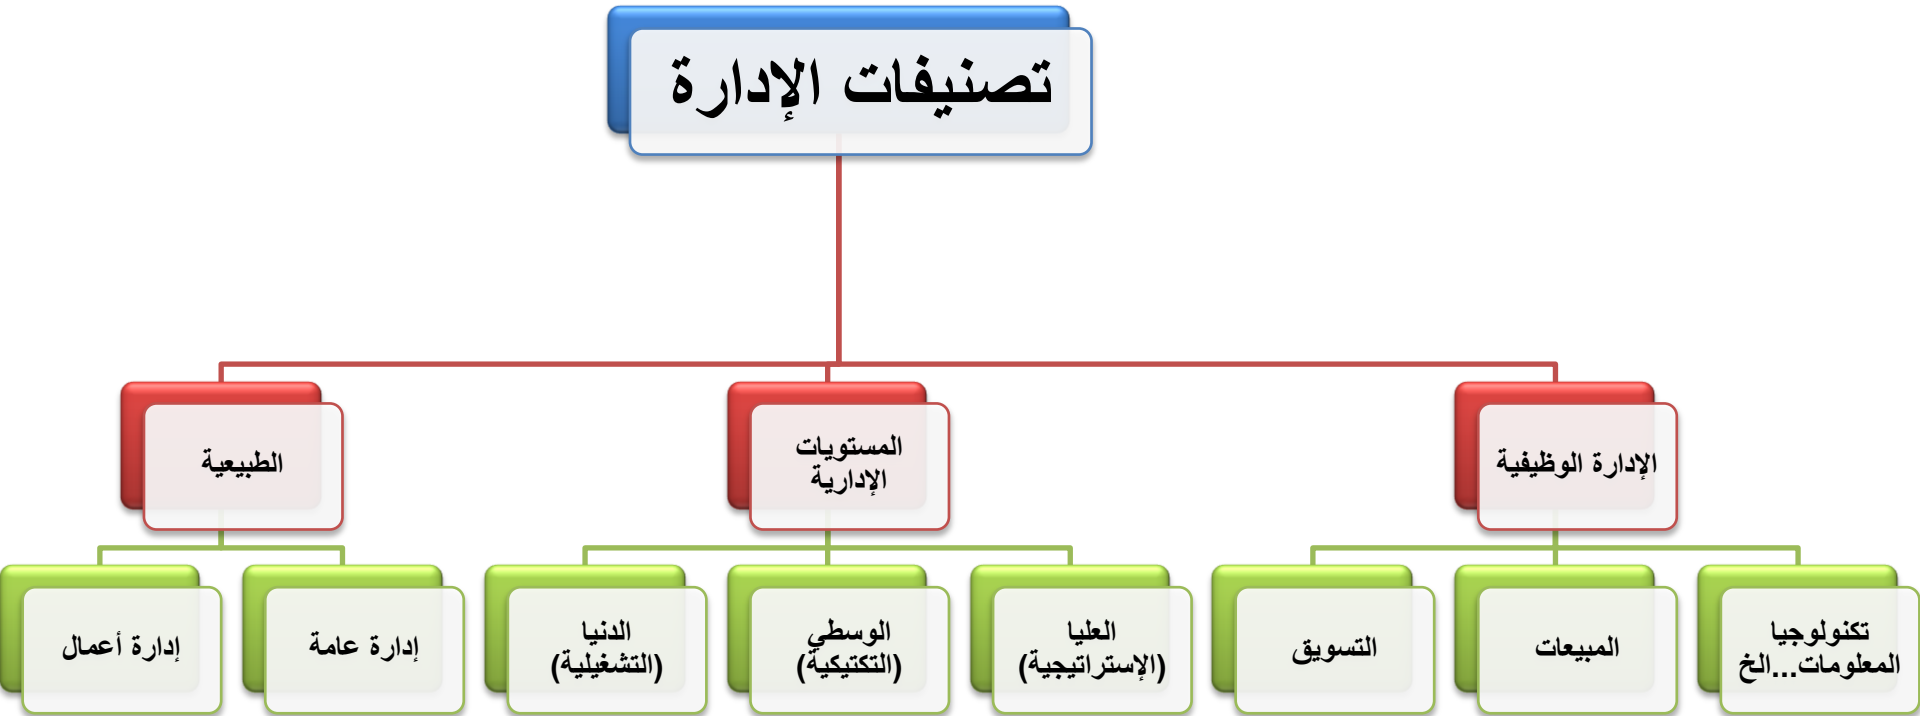 تصنيفات الإدارة
الإدارة الوظيفية
المستويات
الإدارية
الطبيعية
تكنولوجيا
المعلومات...الخ
المبيعات
التسويق
العليا
(الإستراتيجية)
الوسطي
(التكتيكية)
الدنيا
(التشغيلية)
إدارة عامة
إدارة أعمال